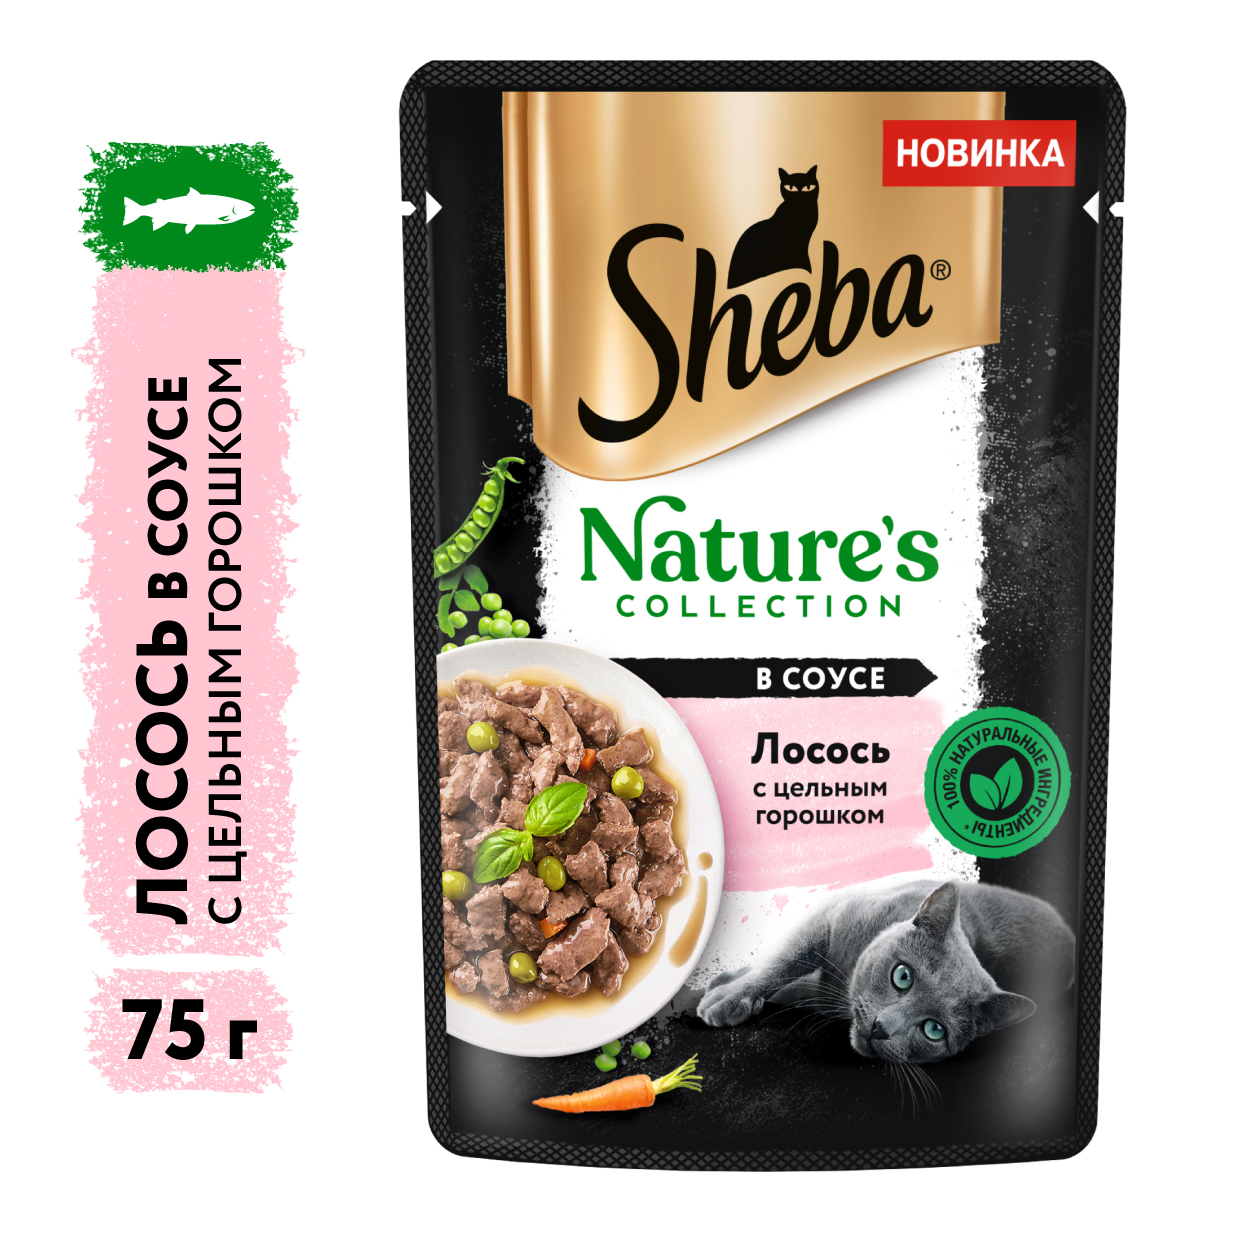 ЛОСОСЬ В СОУСЕ
С ЦЕЛЬНЫМ ГОРОШКОМ
75 г
НОВИНКА
Sheba®
Nature's
COLLECTION
В СОУСЕ
Лосось
с цельным
горошком
100% НАТУРАЛЬНЫЕ ИНГРЕДИЕНТЫ*